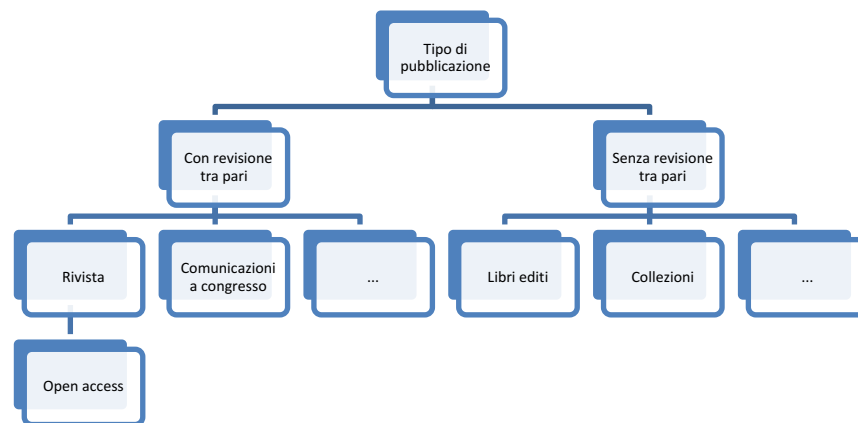 Tipo di
pubblicazione
Con revisione
tra pari
Senza revisione
tra pari
Rivista
Comunicazioni
a congresso
...
Libri editi
Collezioni
...
Open access